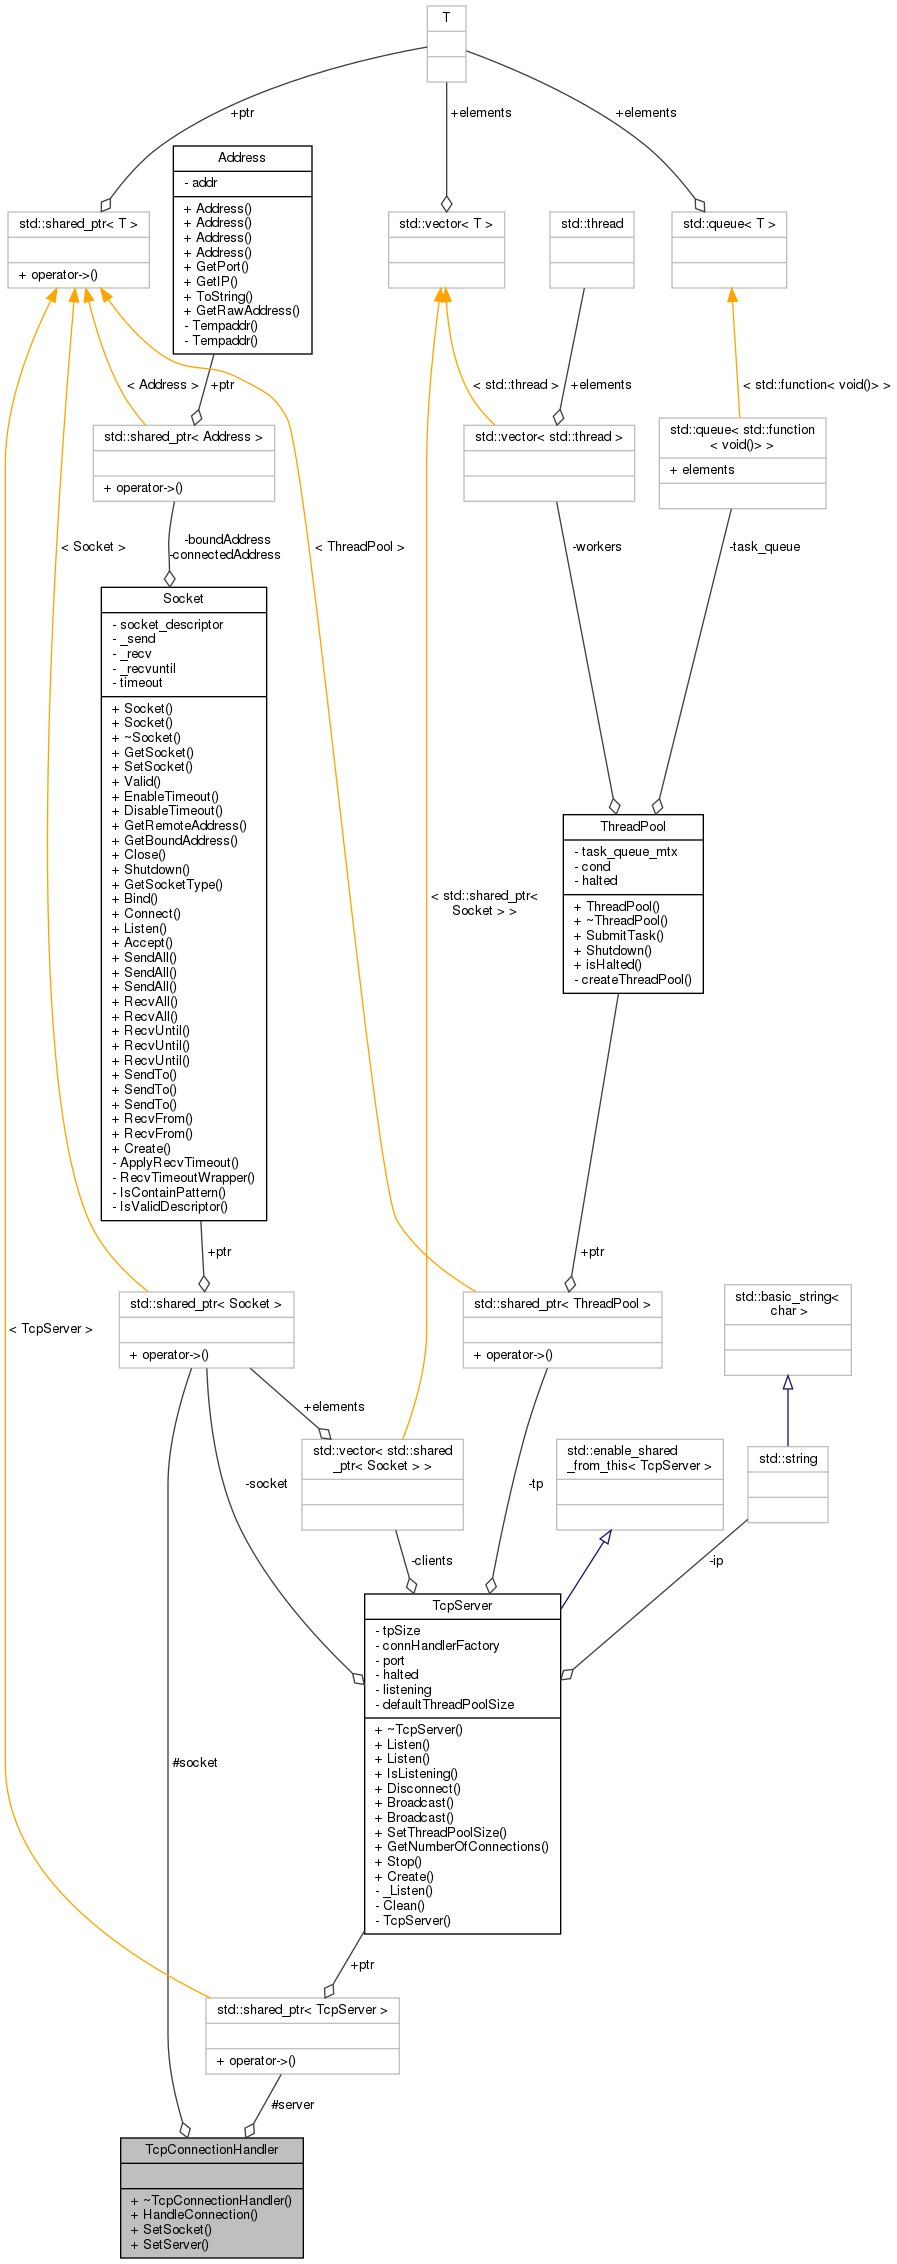 T
+ptr
+elements
+elements
Address
- addr
+ Address()
+ Address()
+ Address()
+ Address()
+ GetPort()
+ GetIP()
+ ToString()
+ GetRawAddress()
- Tempaddr()
- Tempaddr()
std::shared_ptr< T >
+ operator->()
std::vector< T >
std::thread
std::queue< T >
< Address >
+ptr
< std::thread >
+elements
< std::function< void()> >
std::shared_ptr< Address >
+ operator->()
std::vector< std::thread >
std::queue< std::function
< void()> >
+ elements
< Socket >
-boundAddress
-connectedAddress
< ThreadPool >
-workers
-task_queue
Socket
- socket_descriptor
- _send
- _recv
- _recvuntil
- timeout
+ Socket()
+ Socket()
+ ~Socket()
+ GetSocket()
+ SetSocket()
+ Valid()
+ EnableTimeout()
+ DisableTimeout()
+ GetRemoteAddress()
+ GetBoundAddress()
+ Close()
+ Shutdown()
+ GetSocketType()
+ Bind()
+ Connect()
+ Listen()
+ Accept()
+ SendAll()
+ SendAll()
+ SendAll()
+ RecvAll()
+ RecvAll()
+ RecvUntil()
+ RecvUntil()
+ RecvUntil()
+ SendTo()
+ SendTo()
+ SendTo()
+ RecvFrom()
+ RecvFrom()
+ Create()
- ApplyRecvTimeout()
- RecvTimeoutWrapper()
- IsContainPattern()
- IsValidDescriptor()
< std::shared_ptr<
Socket > >
ThreadPool
- task_queue_mtx
- cond
- halted
+ ThreadPool()
+ ~ThreadPool()
+ SubmitTask()
+ Shutdown()
+ isHalted()
- createThreadPool()
+ptr
+ptr
< TcpServer >
std::shared_ptr< Socket >
+ operator->()
std::shared_ptr< ThreadPool >
+ operator->()
std::basic_string<
char >
+elements
-socket
std::vector< std::shared
_ptr< Socket > >
-tp
std::enable_shared
_from_this< TcpServer >
std::string
-clients
-ip
TcpServer
- tpSize
- connHandlerFactory
- port
- halted
- listening
- defaultThreadPoolSize
+ ~TcpServer()
+ Listen()
+ Listen()
+ IsListening()
+ Disconnect()
+ Broadcast()
+ Broadcast()
+ SetThreadPoolSize()
+ GetNumberOfConnections()
+ Stop()
+ Create()
- _Listen()
- Clean()
- TcpServer()
#socket
+ptr
std::shared_ptr< TcpServer >
+ operator->()
#server
TcpConnectionHandler
+ ~TcpConnectionHandler()
+ HandleConnection()
+ SetSocket()
+ SetServer()